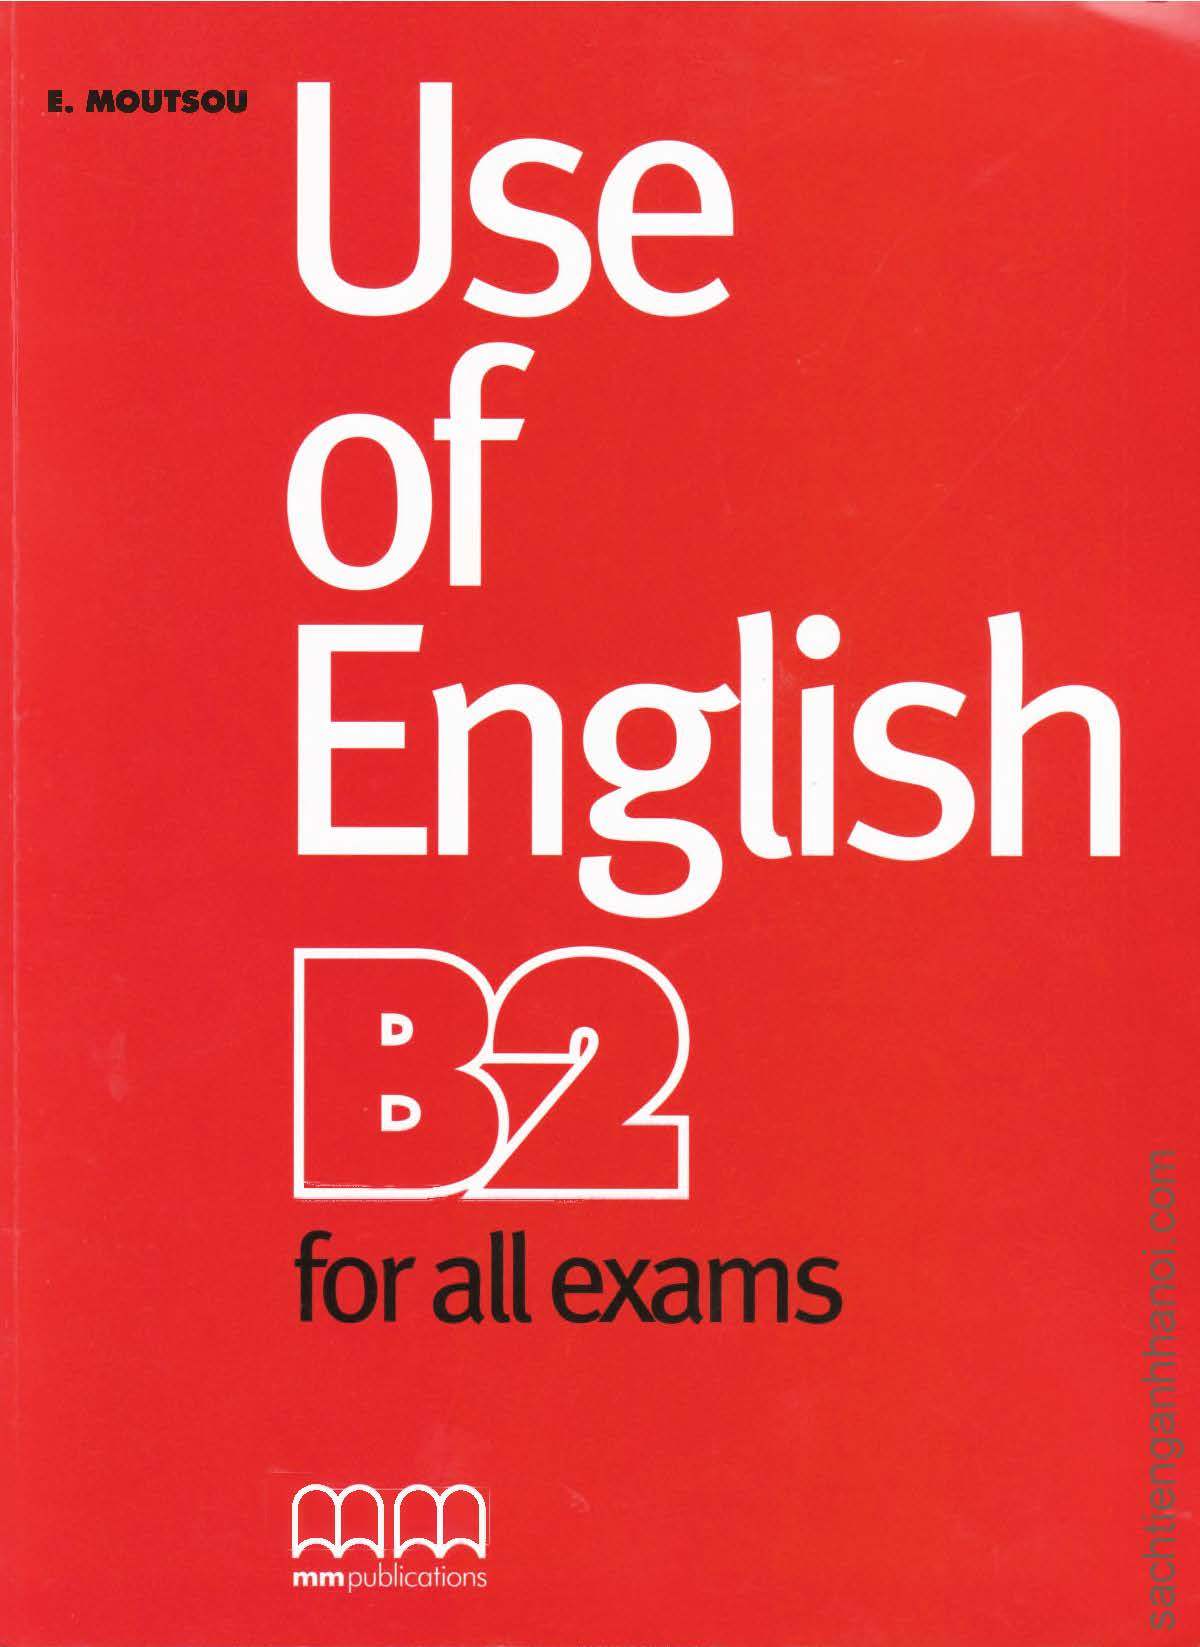 E. MOUTSOU
Use
of
English
B2
for all exams
mm publications
sachtienganhhanoi.com